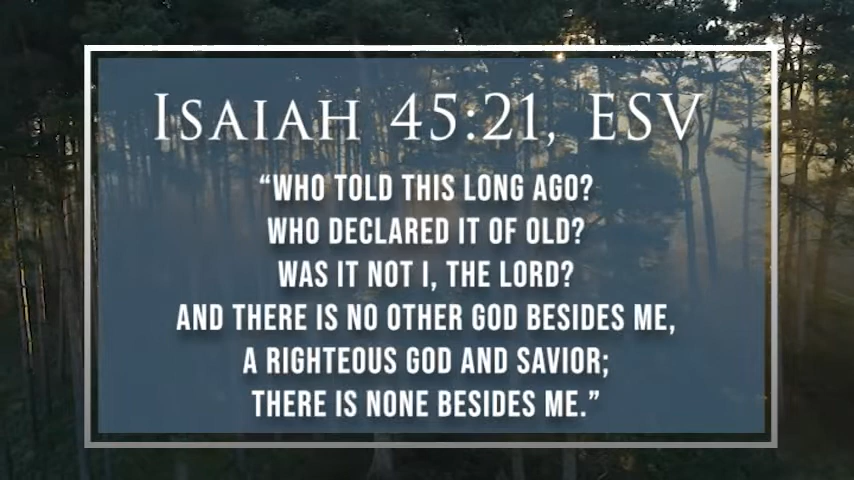 Isaiah 45:21, ESV
“WHO TOLD THIS LONG AGO?
WHO DECLARED IT OF OLD?
WAS IT NOT I, THE LORD?
AND THERE IS NO OTHER GOD BESIDES ME,
A RIGHTEOUS GOD AND SAVIOR;
THERE IS NONE BESIDES ME.”